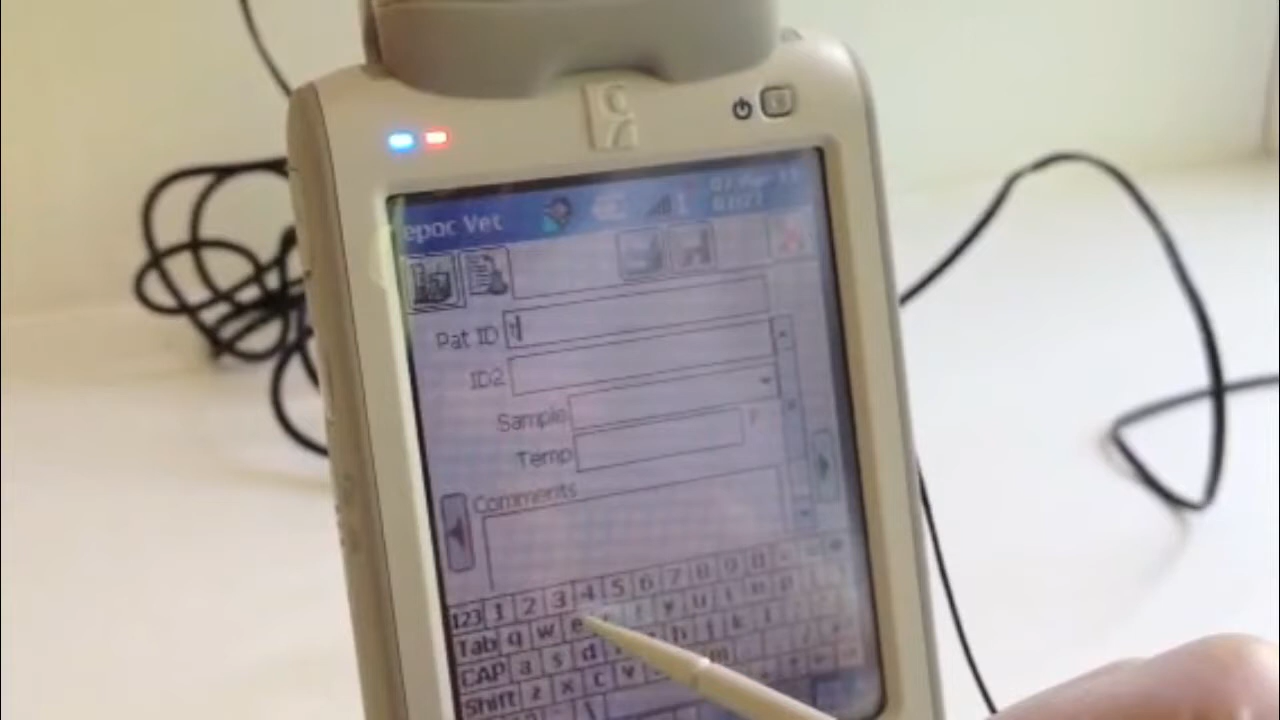 epoc Vet
Pat ID t
ID2
Sample
Temp F
Comments
123 1 2 3 4 5 6 7 8 9 0
Tab q w e y u i o p
CAP a s d h j k l
Shift z x c v m